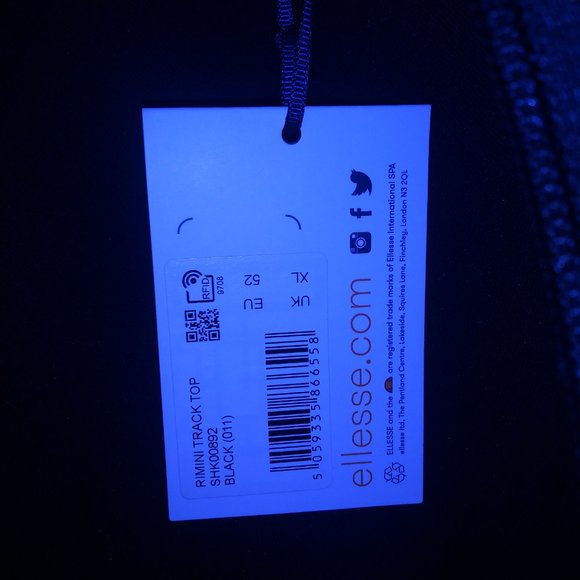 RIMINI TRACK TOP
SHK00892
BLACK (011)
RFID
9708
UK XL
EU 52
5 059335 866558
ellesse.com
ELLESSE and the are registered trade marks of Ellesse International SPA
ellesse ltd, The Pentland Centre, Lakeside, Squires Lane, Finchley, London N3 2QL